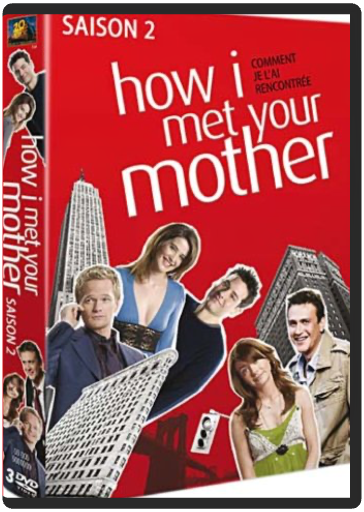 SAISON 2
how i
met your
mother
COMMENT
JE L'AI
RENCONTRÉE
how i met your
mother
SAISON 2
3 DVD